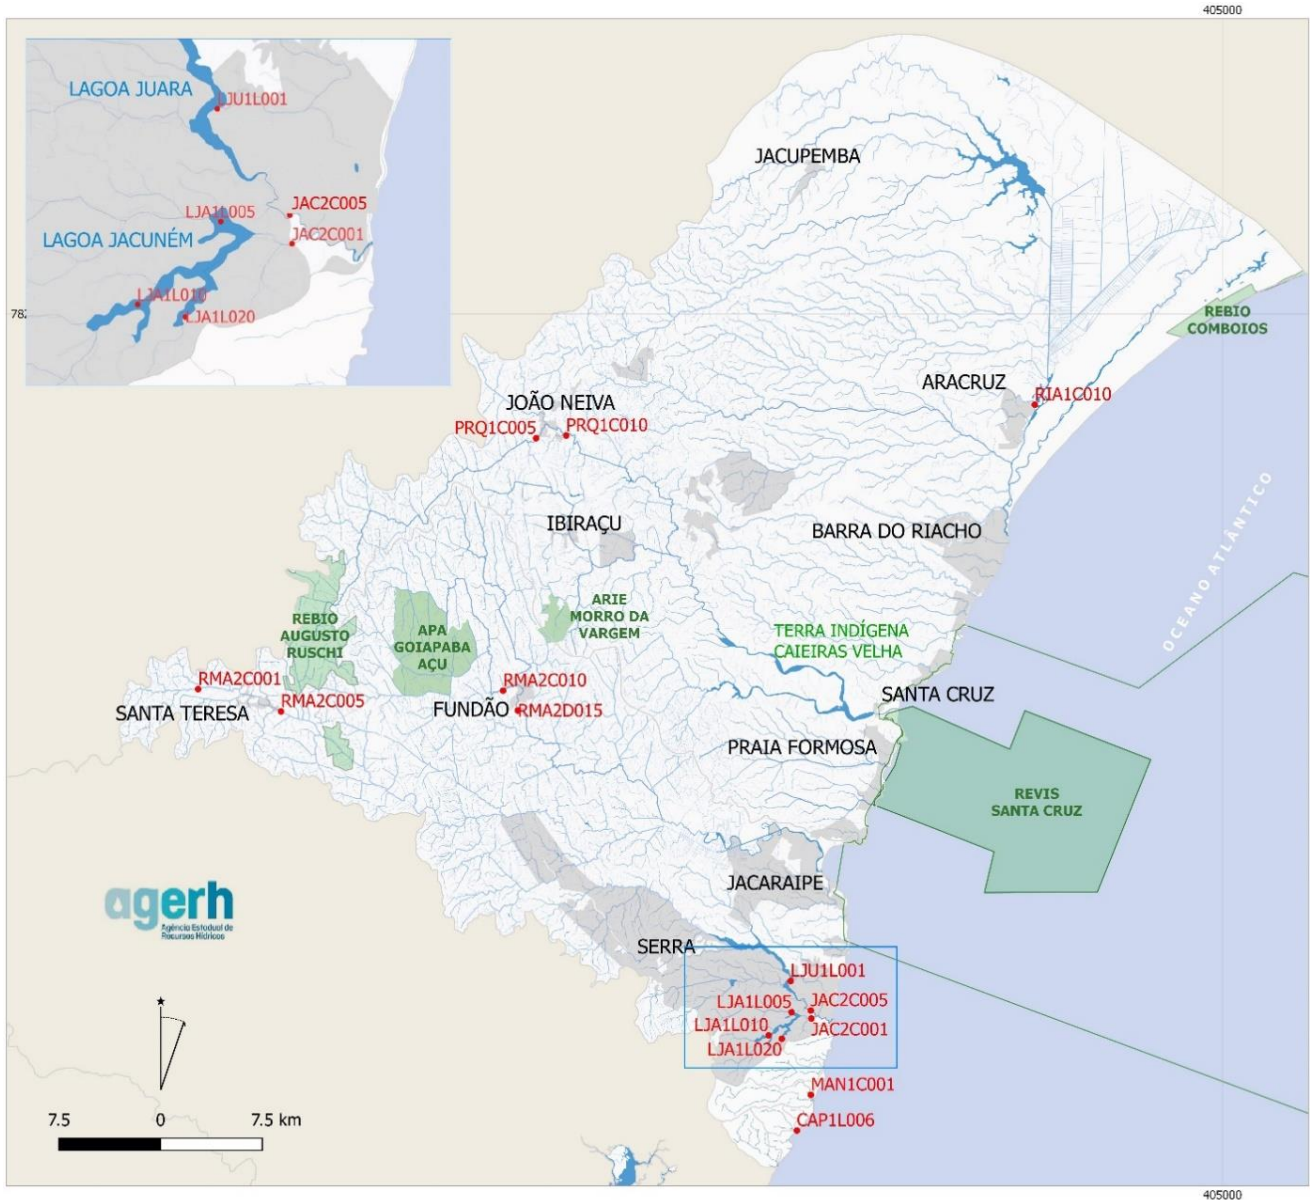 405000
LAGOA JUARA
LJU1L001
LJA1L005
JAC2C005
LAGOA JACUNÉM
JAC2C001
LJA1L010
LJA1L020
JACUPEMBA
REBIO
COMBOIOS
ARACRUZ
RIA1C010
JOÃO NEIVA
PRQ1C005
PRQ1C010
IBIRAÇU
BARRA DO RIACHO
OCEANO ATLÂNTICO
REBIO
AUGUSTO
RUSCHI
APA
GOIAPABA
AÇU
ARIE
MORRO DA
VARGEM
TERRA INDÍGENA
CAIEIRAS VELHA
RMA2C001
SANTA TERESA
RMA2C005
RMA2C010
FUNDÃO
RMA2D015
SANTA CRUZ
PRAIA FORMOSA
REVIS
SANTA CRUZ
JACARAIPE
agerh
Agência Estadual de
Recursos Hídricos
SERRA
LJU1L001
LJA1L005
JAC2C005
LJA1L010
JAC2C001
LJA1L020
MAN1C001
CAP1L006
7.5 0 7.5 km
405000